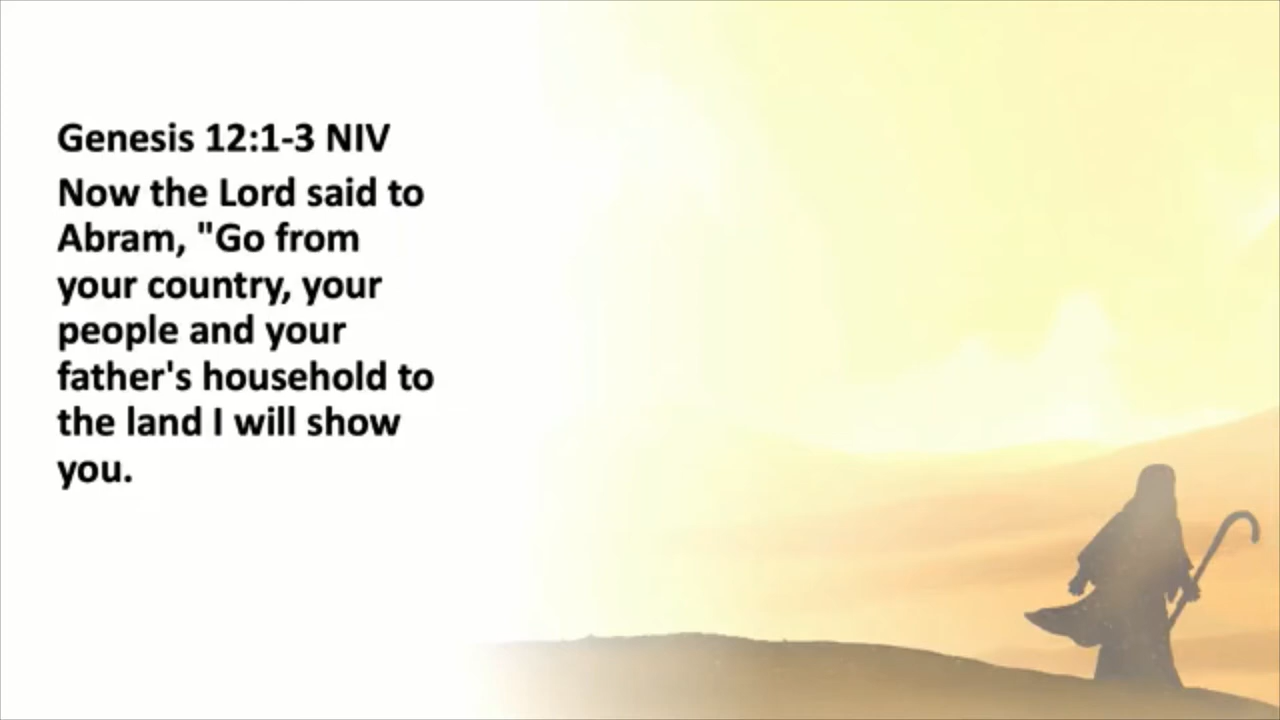 Genesis 12:1-3 NIV
Now the Lord said to
Abram, "Go from
your country, your
people and your
father's household to
the land I will show
you.